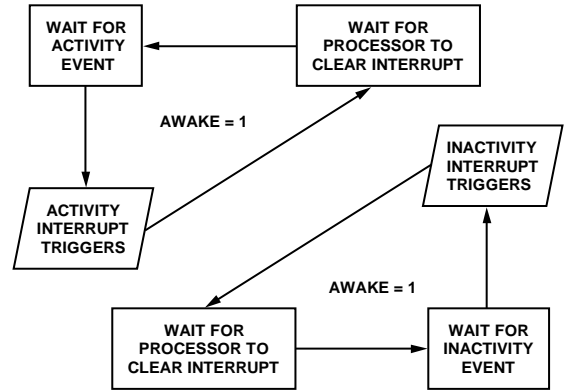 WAIT FOR
ACTIVITY
EVENT
WAIT FOR
PROCESSOR TO
CLEAR INTERRUPT
AWAKE = 1
INACTIVITY
INTERRUPT
TRIGGERS
ACTIVITY
INTERRUPT
TRIGGERS
AWAKE = 1
WAIT FOR
PROCESSOR TO
CLEAR INTERRUPT
WAIT FOR
INACTIVITY
EVENT